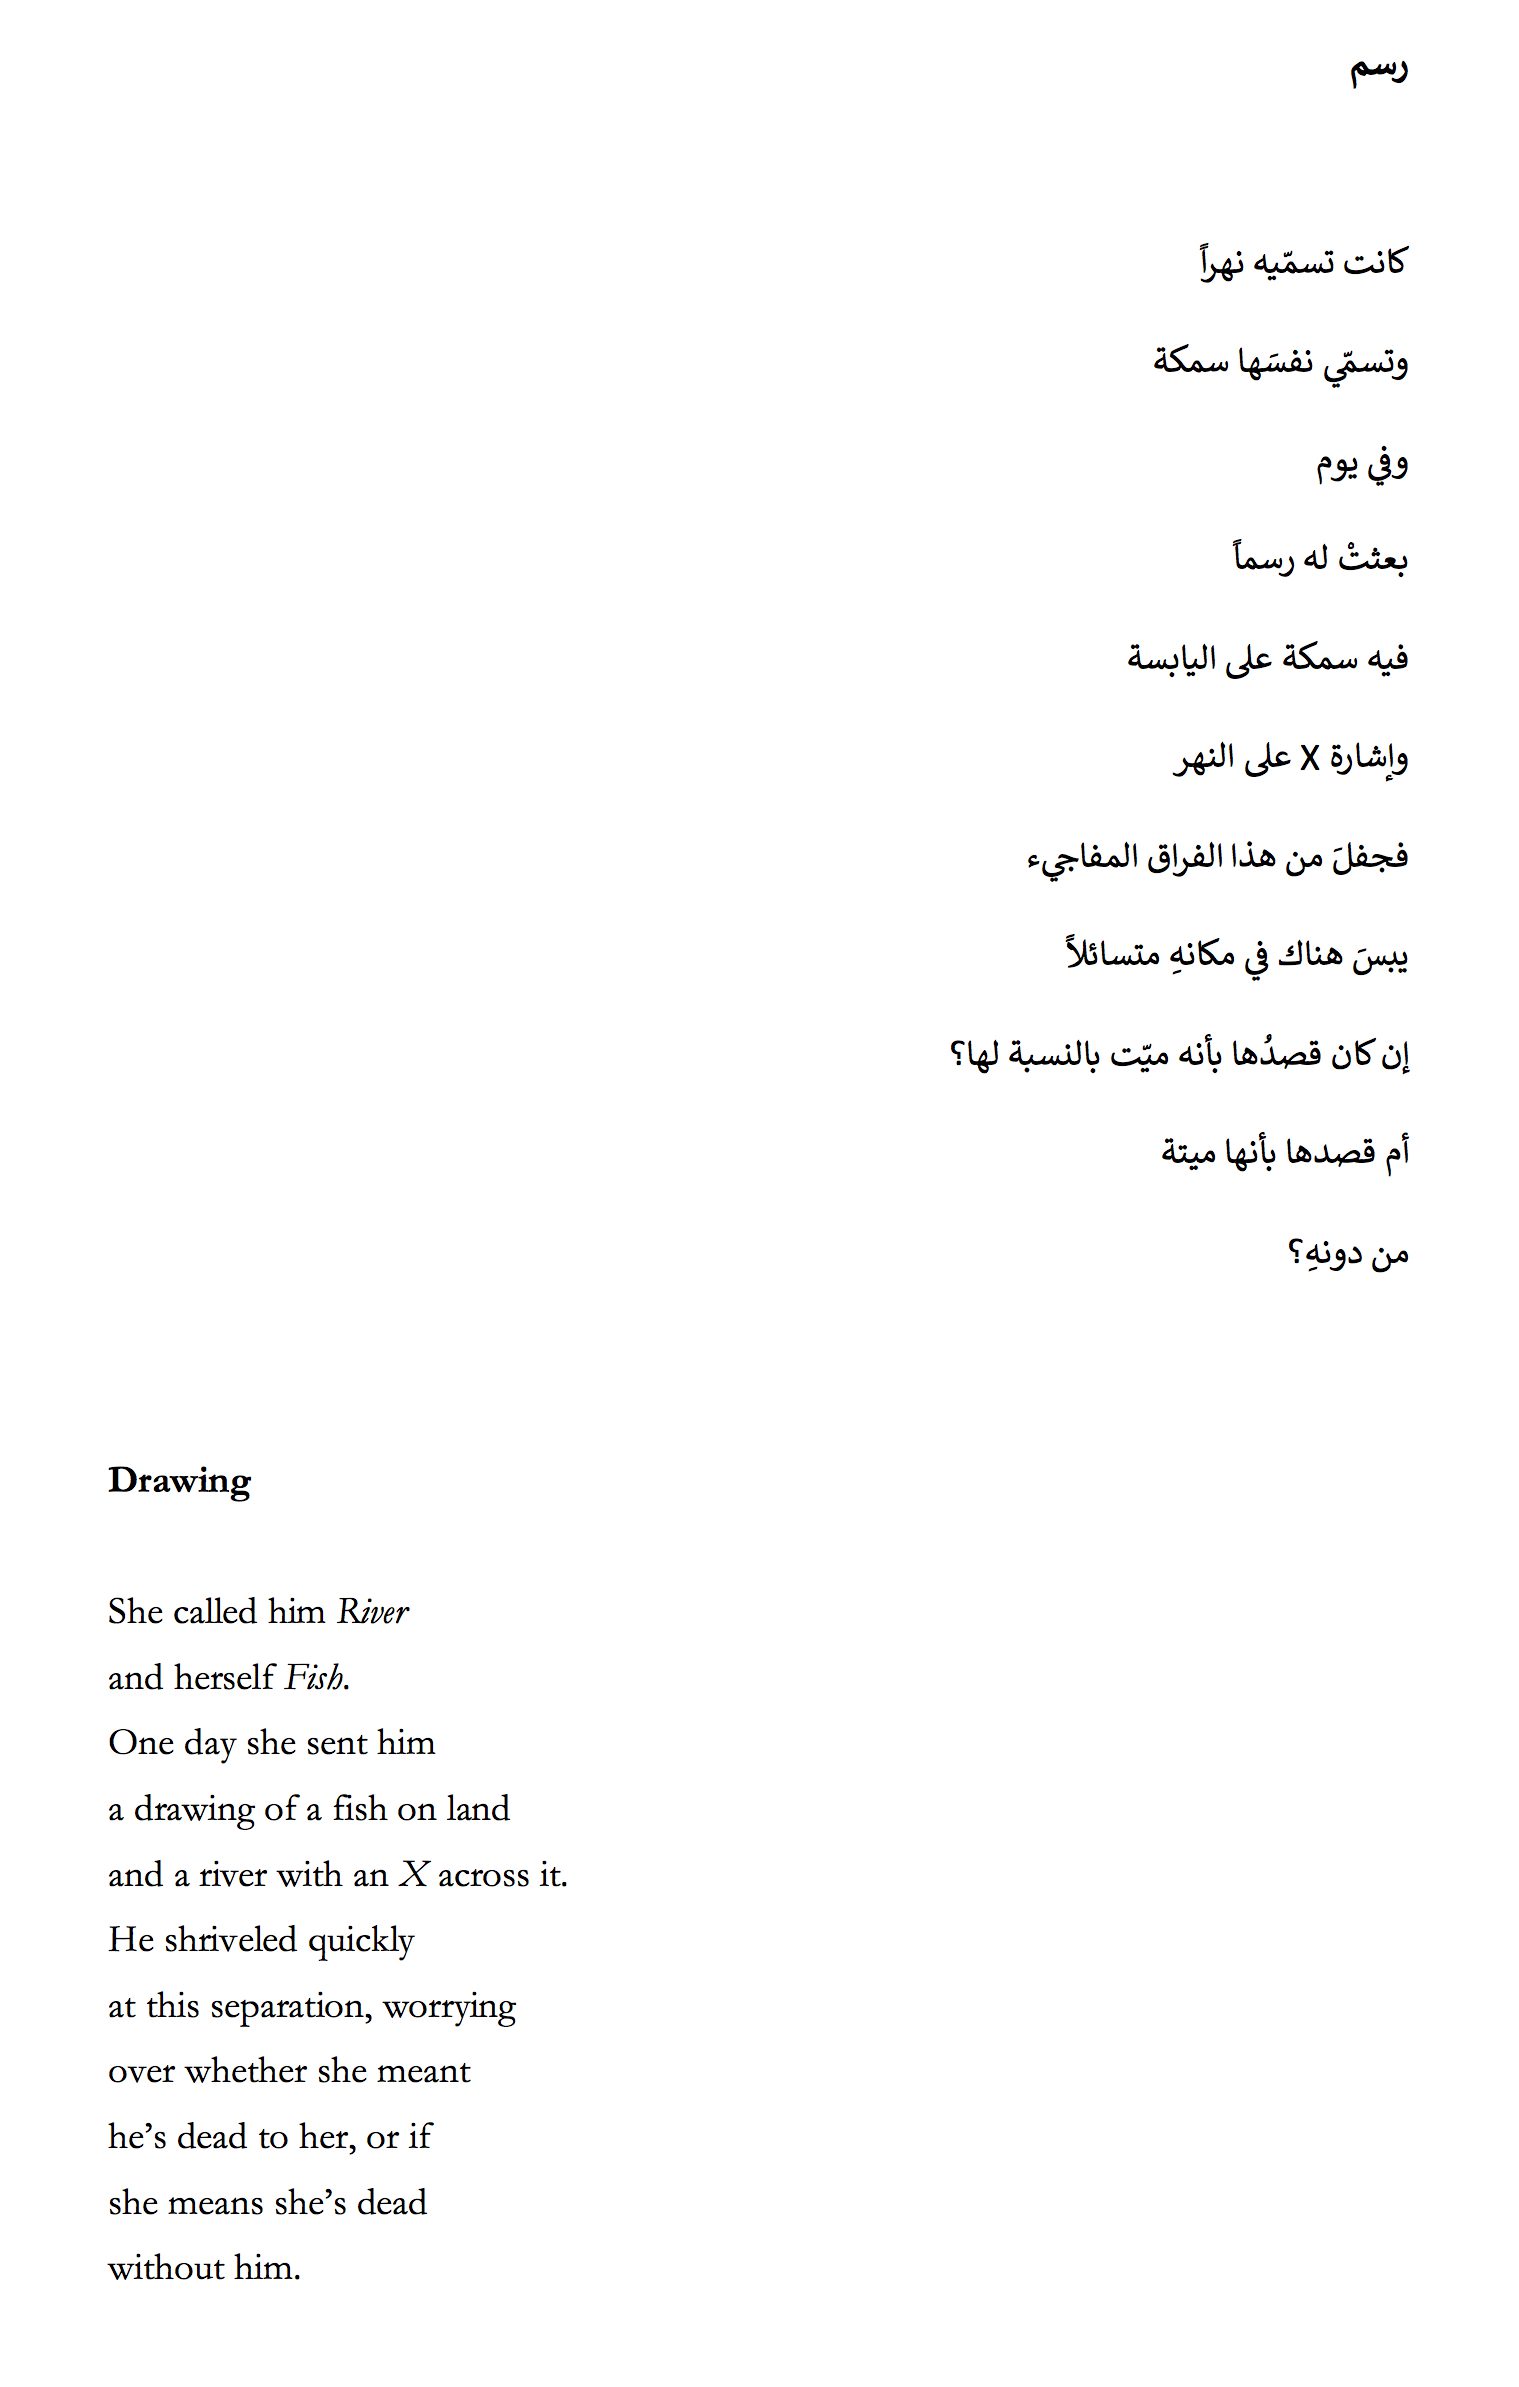 رسم
كانت تسمّيه نهراً
وتسمّي نفسَها سمكة
وفي يوم
بعثتْ له رسماً
فيه سمكة على اليابسة
وإشارة X على النهر
فجفلَ من هذا الفراق المفاجيء
يبسَ هناك في مكانهِ متسائلاً
إن كان قصدُها بأنه ميّت بالنسبة لها؟
أم قصدها بأنها ميتة
من دونهِ؟
Drawing
She called him River
and herself Fish.
One day she sent him
a drawing of a fish on land
and a river with an X across it.
He shriveled quickly
at this separation, worrying
over whether she meant
he’s dead to her, or if
she means she’s dead
without him.